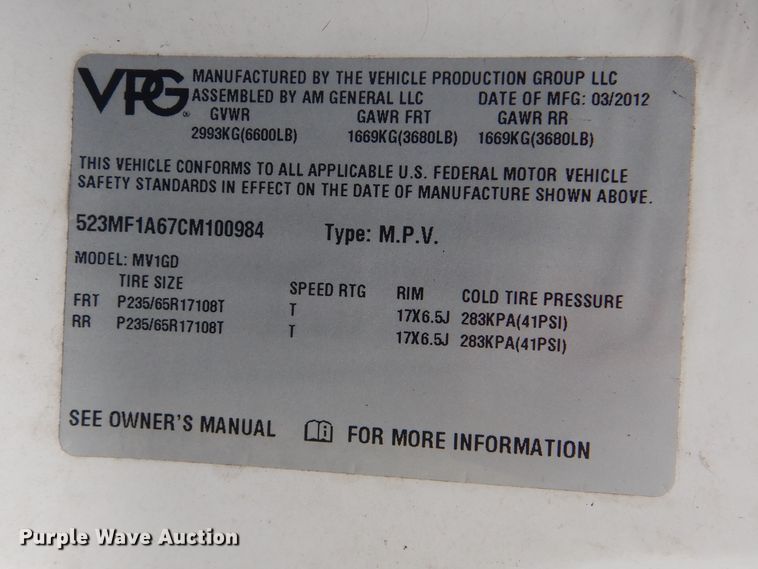 VPG® MANUFACTURED BY THE VEHICLE PRODUCTION GROUP LLC
ASSEMBLED BY AM GENERAL LLC DATE OF MFG: 03/2012
GVWR GAWR FRT GAWR RR
2993KG(6600LB) 1669KG(3680LB) 1669KG(3680LB)
THIS VEHICLE CONFORMS TO ALL APPLICABLE U.S. FEDERAL MOTOR VEHICLE
SAFETY STANDARDS IN EFFECT ON THE DATE OF MANUFACTURE SHOWN ABOVE.
523MF1A67CM100984 Type: M.P.V.
MODEL: MV1GD
TIRE SIZE SPEED RTG RIM COLD TIRE PRESSURE
FRT P235/65R17108T T 17X6.5J 283KPA(41PSI)
RR P235/65R17108T T 17X6.5J 283KPA(41PSI)
SEE OWNER'S MANUAL FOR MORE INFORMATION
Purple Wave Auction